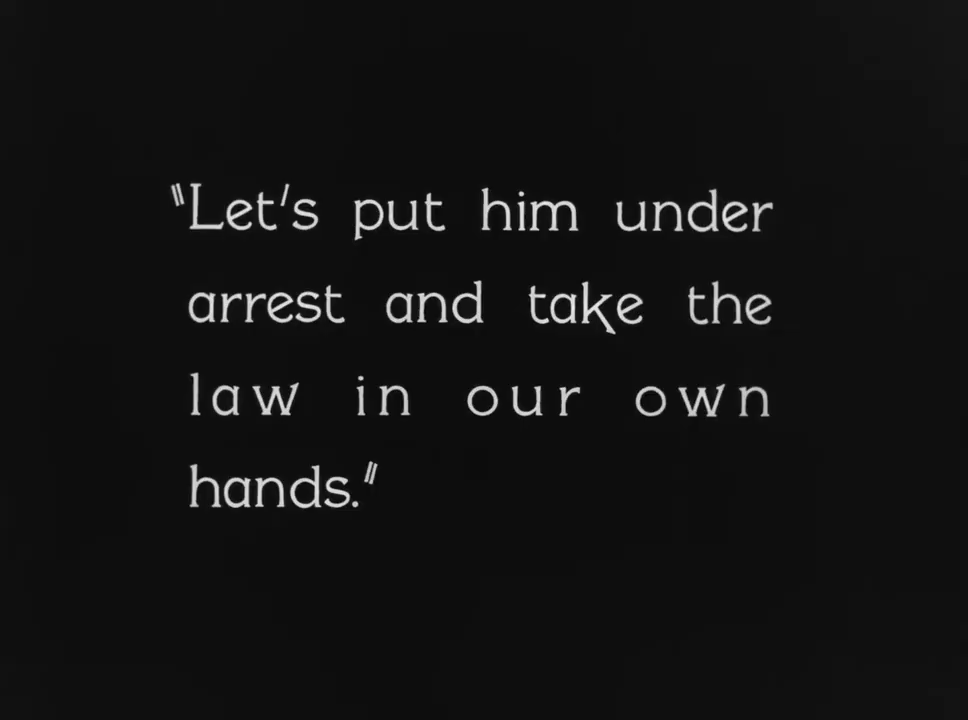 "Let's put him under
arrest and take the
law in our own
hands."